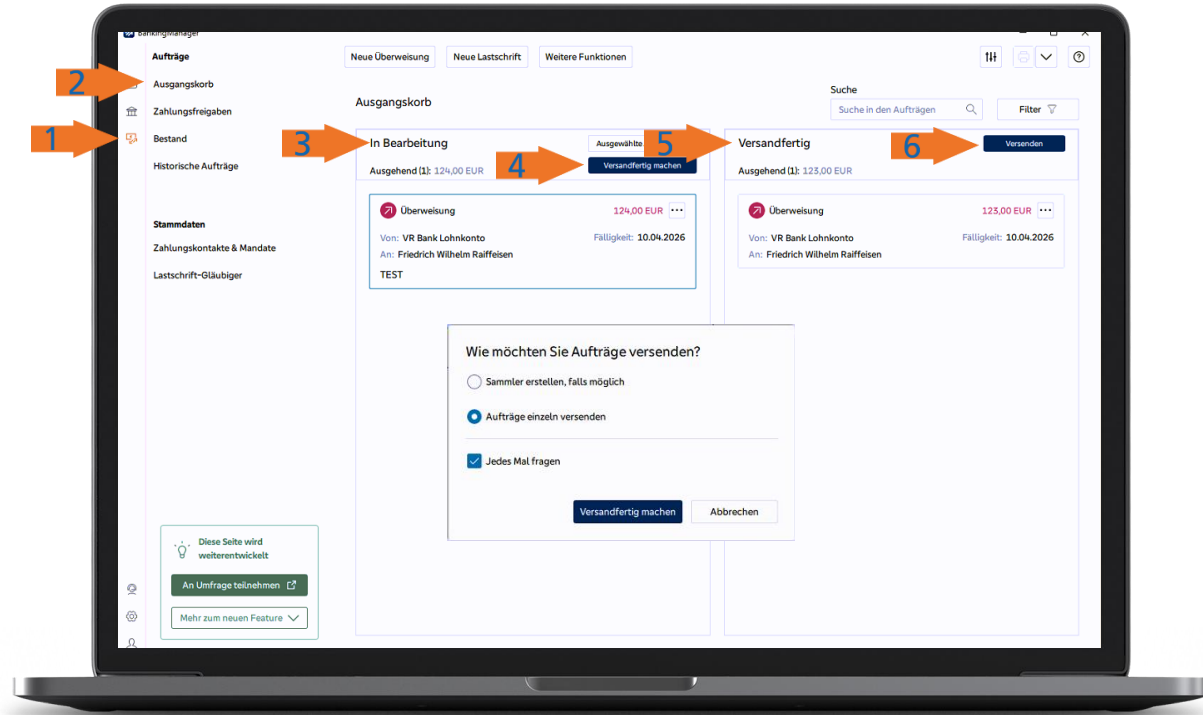 BankingManager
Aufträge
Neue Überweisung
Neue Lastschrift
Weitere Funktionen
2
Ausgangskorb
Zahlungsfreigaben
1
Bestand
Historische Aufträge
Stammdaten
Zahlungskontakte & Mandate
Lastschrift-Gläubiger
Ausgangskorb
Suche
Suche in den Aufträgen
Filter
3
In Bearbeitung
Ausgewählte
Ausgehend (1): 124,00 EUR
4
Versandfertig machen
Überweisung
124,00 EUR
Von: VR Bank Lohnkonto
Fälligkeit: 10.04.2026
An: Friedrich Wilhelm Raiffeisen
TEST
5
Versandfertig
6
Versenden
Ausgehend (1): 123,00 EUR
Überweisung
123,00 EUR
Von: VR Bank Lohnkonto
Fälligkeit: 10.04.2026
An: Friedrich Wilhelm Raiffeisen
Wie möchten Sie Aufträge versenden?
Sammler erstellen, falls möglich
Aufträge einzeln versenden
Jedes Mal fragen
Versandfertig machen
Abbrechen
Diese Seite wird
weiterentwickelt
An Umfrage teilnehmen
Mehr zum neuen Feature